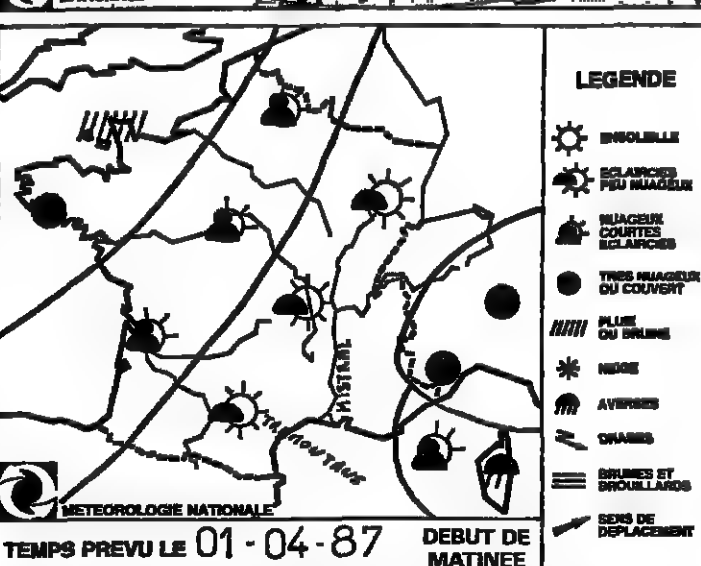 LEGENDE
ENSOLEILLE
ECLAIRCIES
PEU NUAGEUX
NUAGEUX
COURTES
ECLAIRCIES
TRES NUAGEUX
OU COUVERT
PLUIE
OU BRUINE
NEIGE
AVERSES
ORAGES
BRUMES ET
BROUILLARDS
SENS DE
DEPLACEMENT
MISTRAL
TRAMONTANE
METEOROLOGIE NATIONALE
TEMPS PREVU LE 01-04-87 DEBUT DE
MATINEE